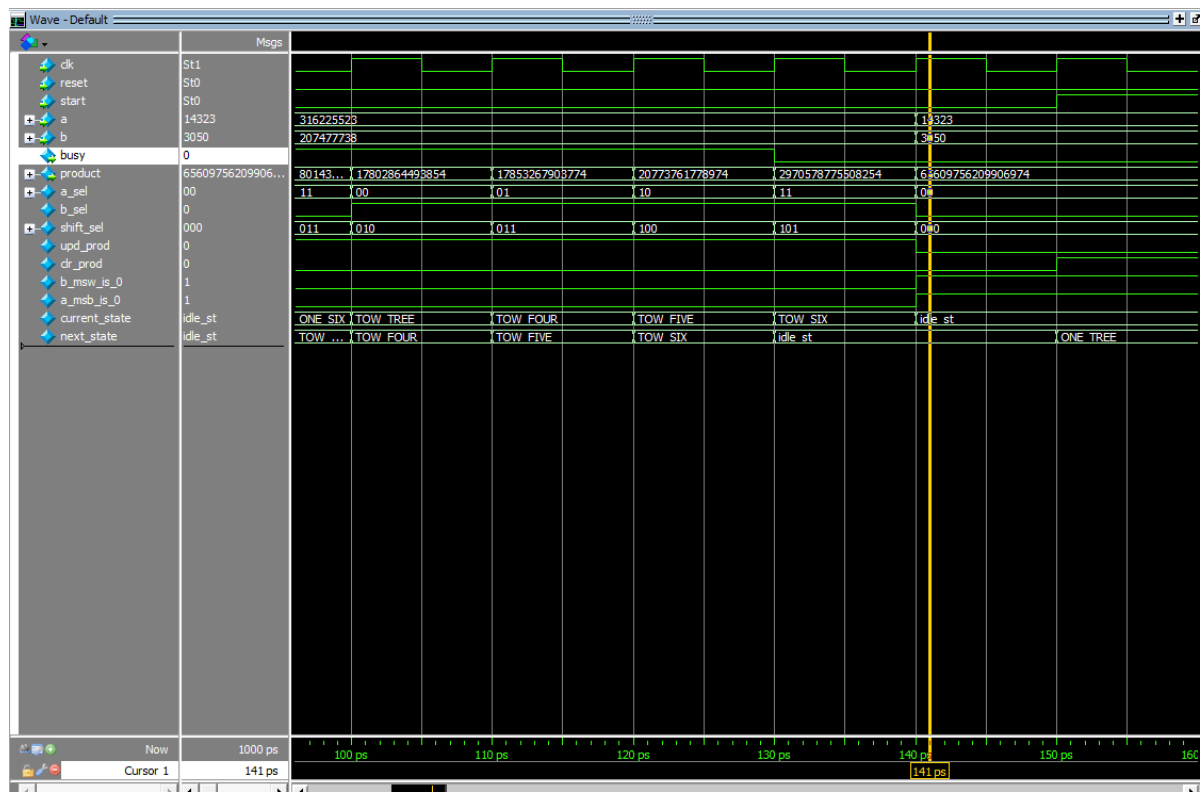 Wave - Default
Msgs
clk St1
reset St0
start St0
a 14323 316225523 14323
b 3050 207477738 3050
busy 0
product 65609756209906... 80143... 17802864493854 17853267903774 20773761778974 2970578775508254 65609756209906974
a_sel 00 11 00 01 10 11 00
b_sel 0
shift_sel 000 011 010 011 100 101 000
upd_prod 0
clr_prod 0
b_msw_is_0 1
a_msb_is_0 1
current_state idle_st ONE SIX TOW TREE TOW FOUR TOW FIVE TOW SIX idle st
next_state idle_st TOW ... TOW FOUR TOW FIVE TOW SIX idle st ONE TREE
Now 1000 ps 100 ps 110 ps 120 ps 130 ps 140 ps 150 ps 160
Cursor 1 141 ps 141 ps